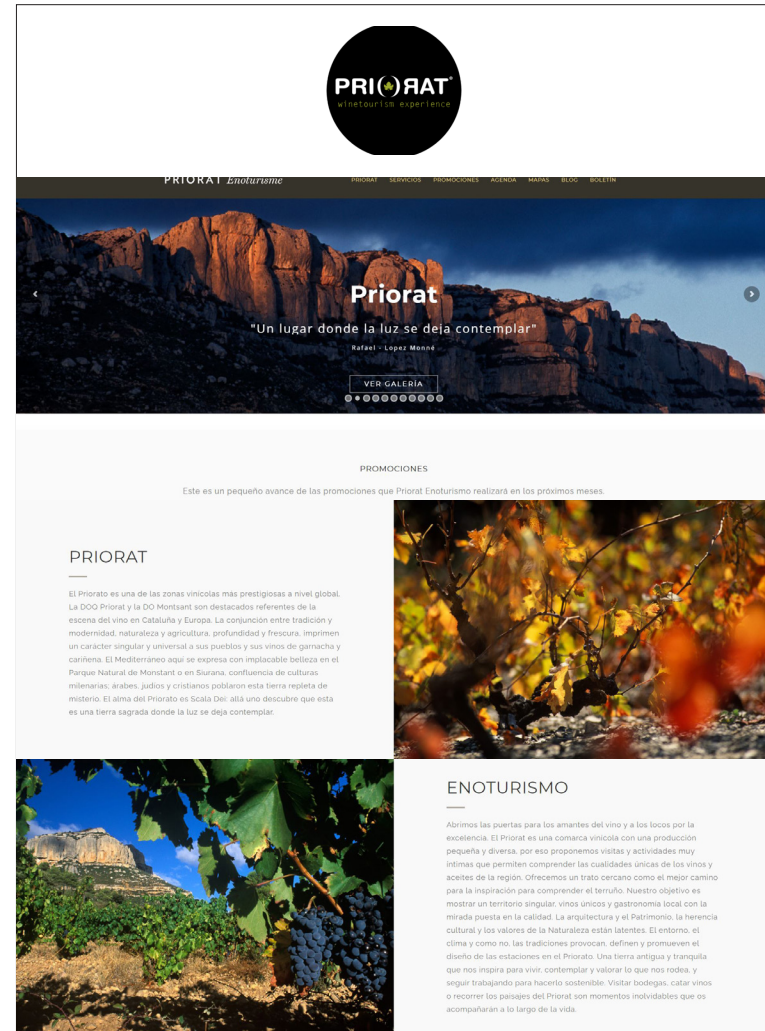 PRIORAT®
winetourism experience
PRIORAT Enoturisme
PRIORAT SERVICIOS PROMOCIONES AGENDA MAPAS BLOG BOLETÍN
Priorat
"Un lugar donde la luz se deja contemplar"
Rafael - Lopez Monné
VER GALERÍA
PROMOCIONES
Este es un pequeño avance de las promociones que Priorat Enoturismo realizará en los próximos meses.
PRIORAT
El Priorato es una de las zonas vinícolas más prestigiosas a nivel global.
La DOQ Priorat y la DO Montsant son destacados referentes de la
escena del vino en Cataluña y Europa. La conjunción entre tradición y
modernidad, naturaleza y agricultura, profundidad y frescura, imprimen
un carácter singular y universal a sus pueblos y sus vinos de garnacha y
cariñena. El Mediterráneo aquí se expresa con implacable belleza en el
Parque Natural de Monstant o en Siurana, confluencia de culturas
milenarias; árabes, judíos y cristianos poblaron esta tierra repleta de
misterio. El alma del Priorato es Scala Dei: allá uno descubre que esta
es una tierra sagrada donde la luz se deja contemplar.
ENOTURISMO
Abrimos las puertas para los amantes del vino y a los locos por la
excelencia. El Priorat es una comarca vinícola con una producción
pequeña y diversa, por eso proponemos visitas y actividades muy
íntimas que permiten comprender las cualidades únicas de los vinos y
aceites de la región. Ofrecemos un trato cercano como el mejor camino
para la inspiración para comprender el terruño. Nuestro objetivo es
mostrar un territorio singular, vinos únicos y gastronomía local con la
mirada puesta en la calidad. La arquitectura y el Patrimonio, la herencia
cultural y los valores de la Naturaleza están latentes. El entorno, el
clima y como no, las tradiciones provocan, definen y promueven el
diseño de las estaciones en el Priorato. Una tierra antigua y tranquila
que nos inspira para vivir, contemplar y valorar lo que nos rodea, y
seguir trabajando para hacerlo sostenible. Visitar bodegas, catar vinos
o recorrer los paisajes del Priorat son momentos inolvidables que os
acompañarán a lo largo de la vida.